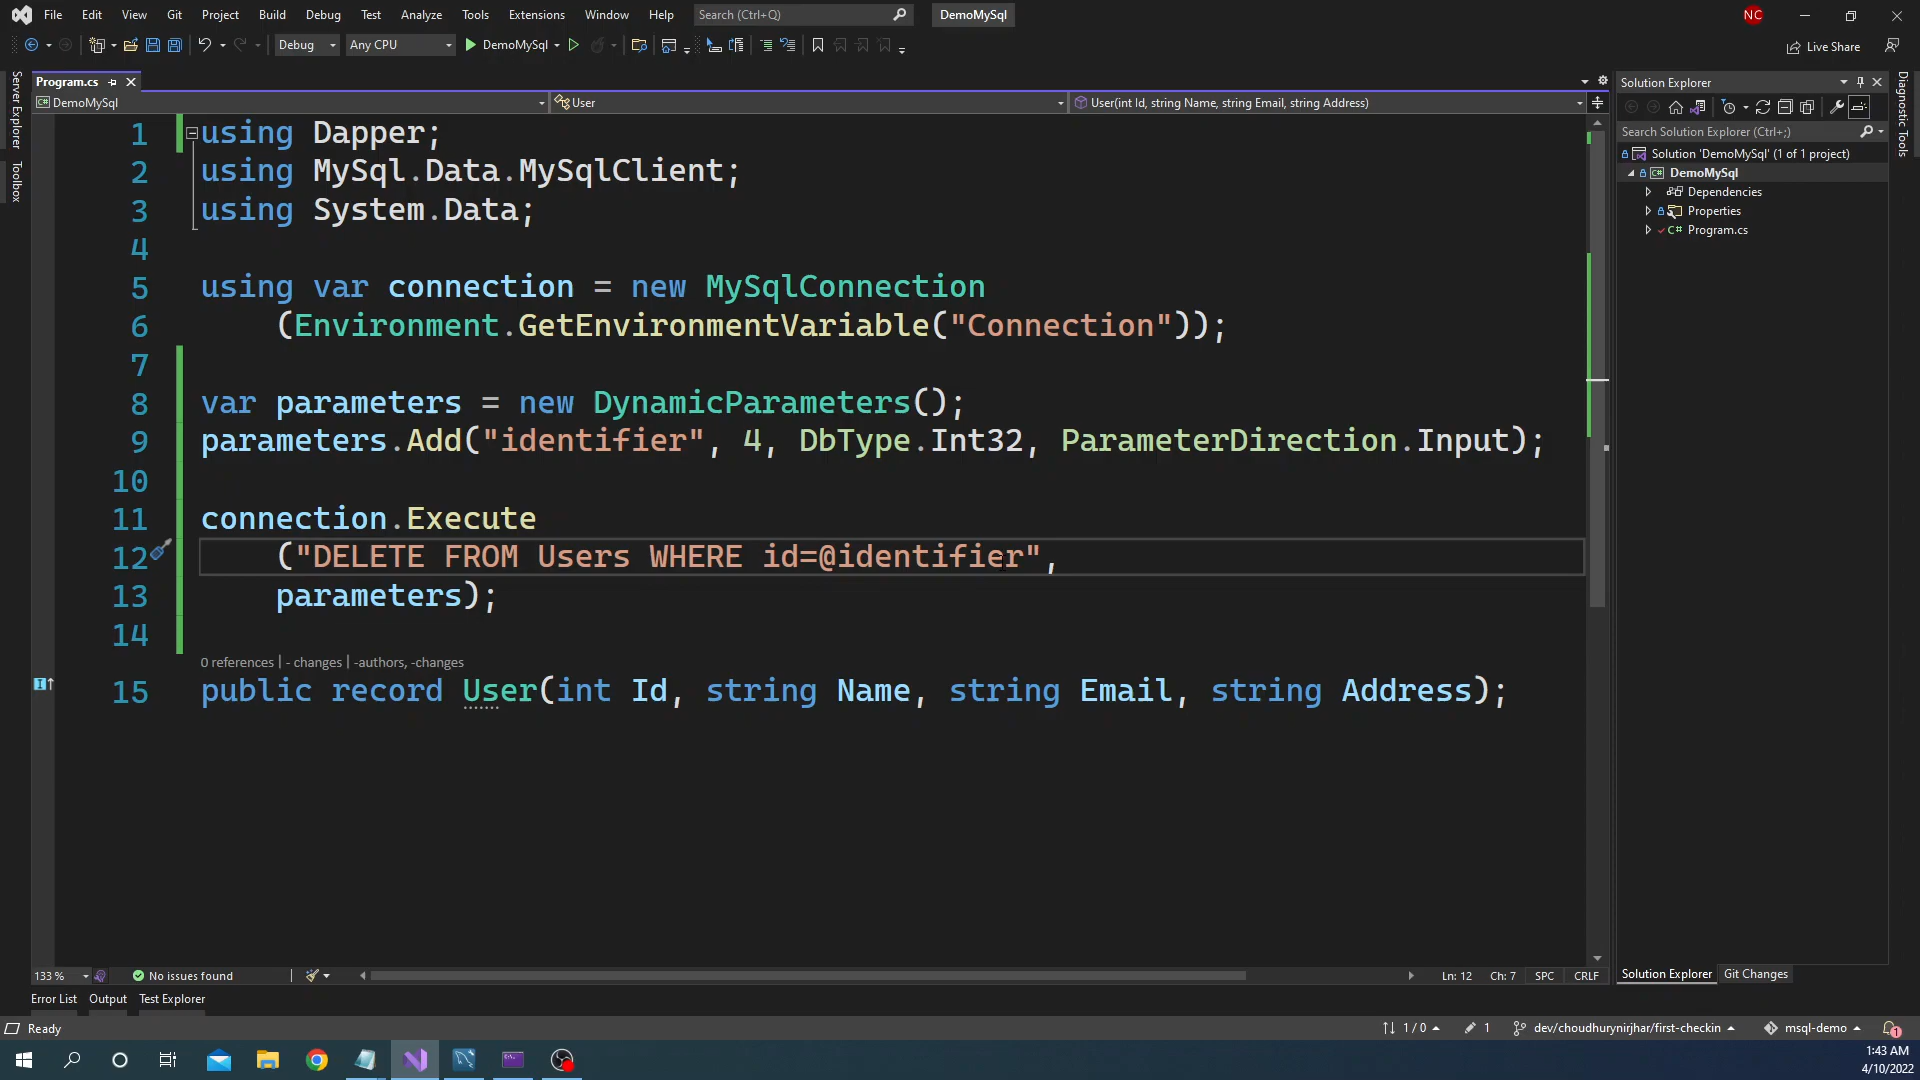 File Edit View Git Project Build Debug Test Analyze Tools Extensions Window Help Search (Ctrl+Q) DemoMySql NC
Debug Any CPU DemoMySql Live Share
Program.cs
DemoMySql User User(int Id, string Name, string Email, string Address)
1 using Dapper;
2 using MySql.Data.MySqlClient;
3 using System.Data;
4
5 using var connection = new MySqlConnection
6 (Environment.GetEnvironmentVariable("Connection"));
7
8 var parameters = new DynamicParameters();
9 parameters.Add("identifier", 4, DbType.Int32, ParameterDirection.Input);
10
11 connection.Execute
12 ("DELETE FROM Users WHERE id=@identifier",
13 parameters);
14
0 references | - changes | -authors, -changes
15 public record User(int Id, string Name, string Email, string Address);
133 % No issues found Ln: 12 Ch: 7 SPC CRLF
Error List Output Test Explorer
Server Explorer
Toolbox
Solution Explorer
Search Solution Explorer (Ctrl+;)
Solution 'DemoMySql' (1 of 1 project)
DemoMySql
Dependencies
Properties
C# Program.cs
Solution Explorer Git Changes
Diagnostic Tools
Ready 1 / 0 1 dev/choudhurynirjhar/first-checkin msql-demo 1
1:43 AM
4/10/2022